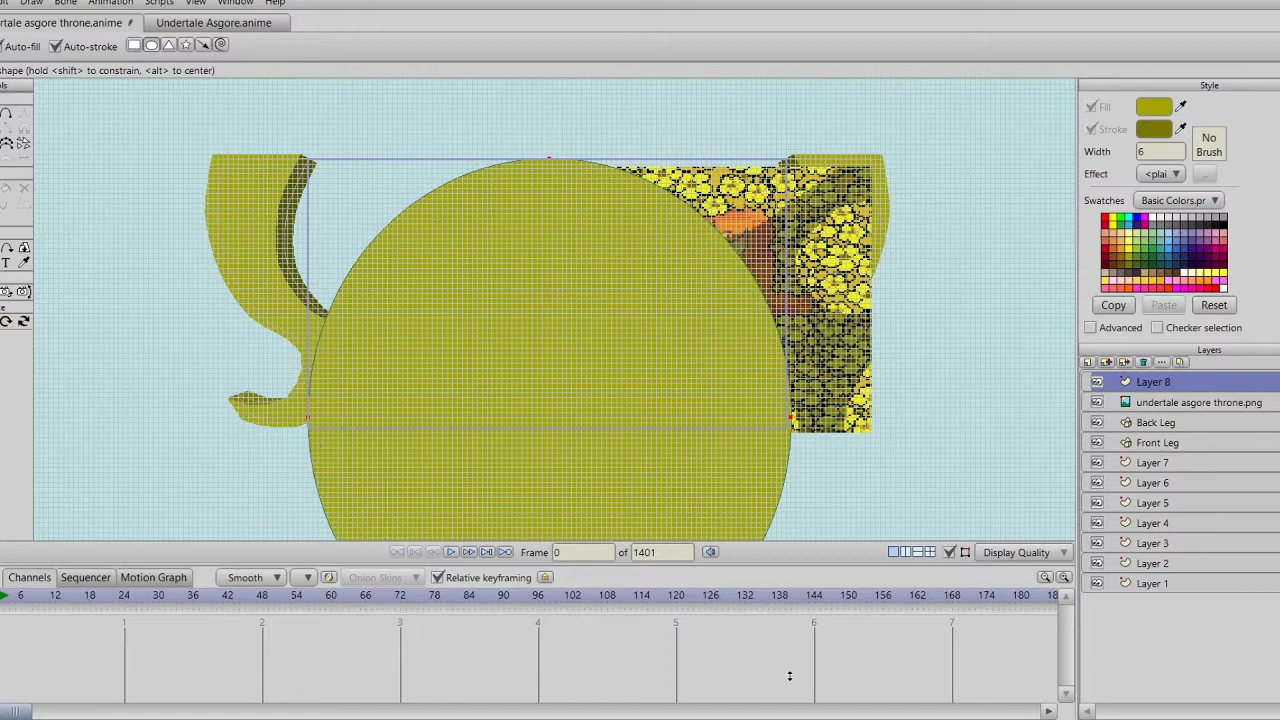 Draw Bone Animation Scripts View Window Help
rtale asgore throne.anime Undertale Asgore.anime
Auto-fill Auto-stroke
shape (hold <shift> to constrain, <alt> to center)
Style
Fill
Stroke
No
Brush
Width 6
Effect <plai
Swatches Basic Colors.pr
Copy Paste Reset
Advanced Checker selection
Layers
Layer 8
undertale asgore throne.png
Back Leg
Front Leg
Layer 7
Layer 6
Layer 5
Layer 4
Layer 3
Layer 2
Layer 1
T
Frame 0 of 1401 Display Quality
Channels Sequencer Motion Graph Smooth Onion Skins Relative keyframing
6 12 18 24 30 36 42 48 54 60 66 72 78 84 90 96 102 108 114 120 126 132 138 144 150 156 162 168 174 180 18
1 2 3 4 5 6 7